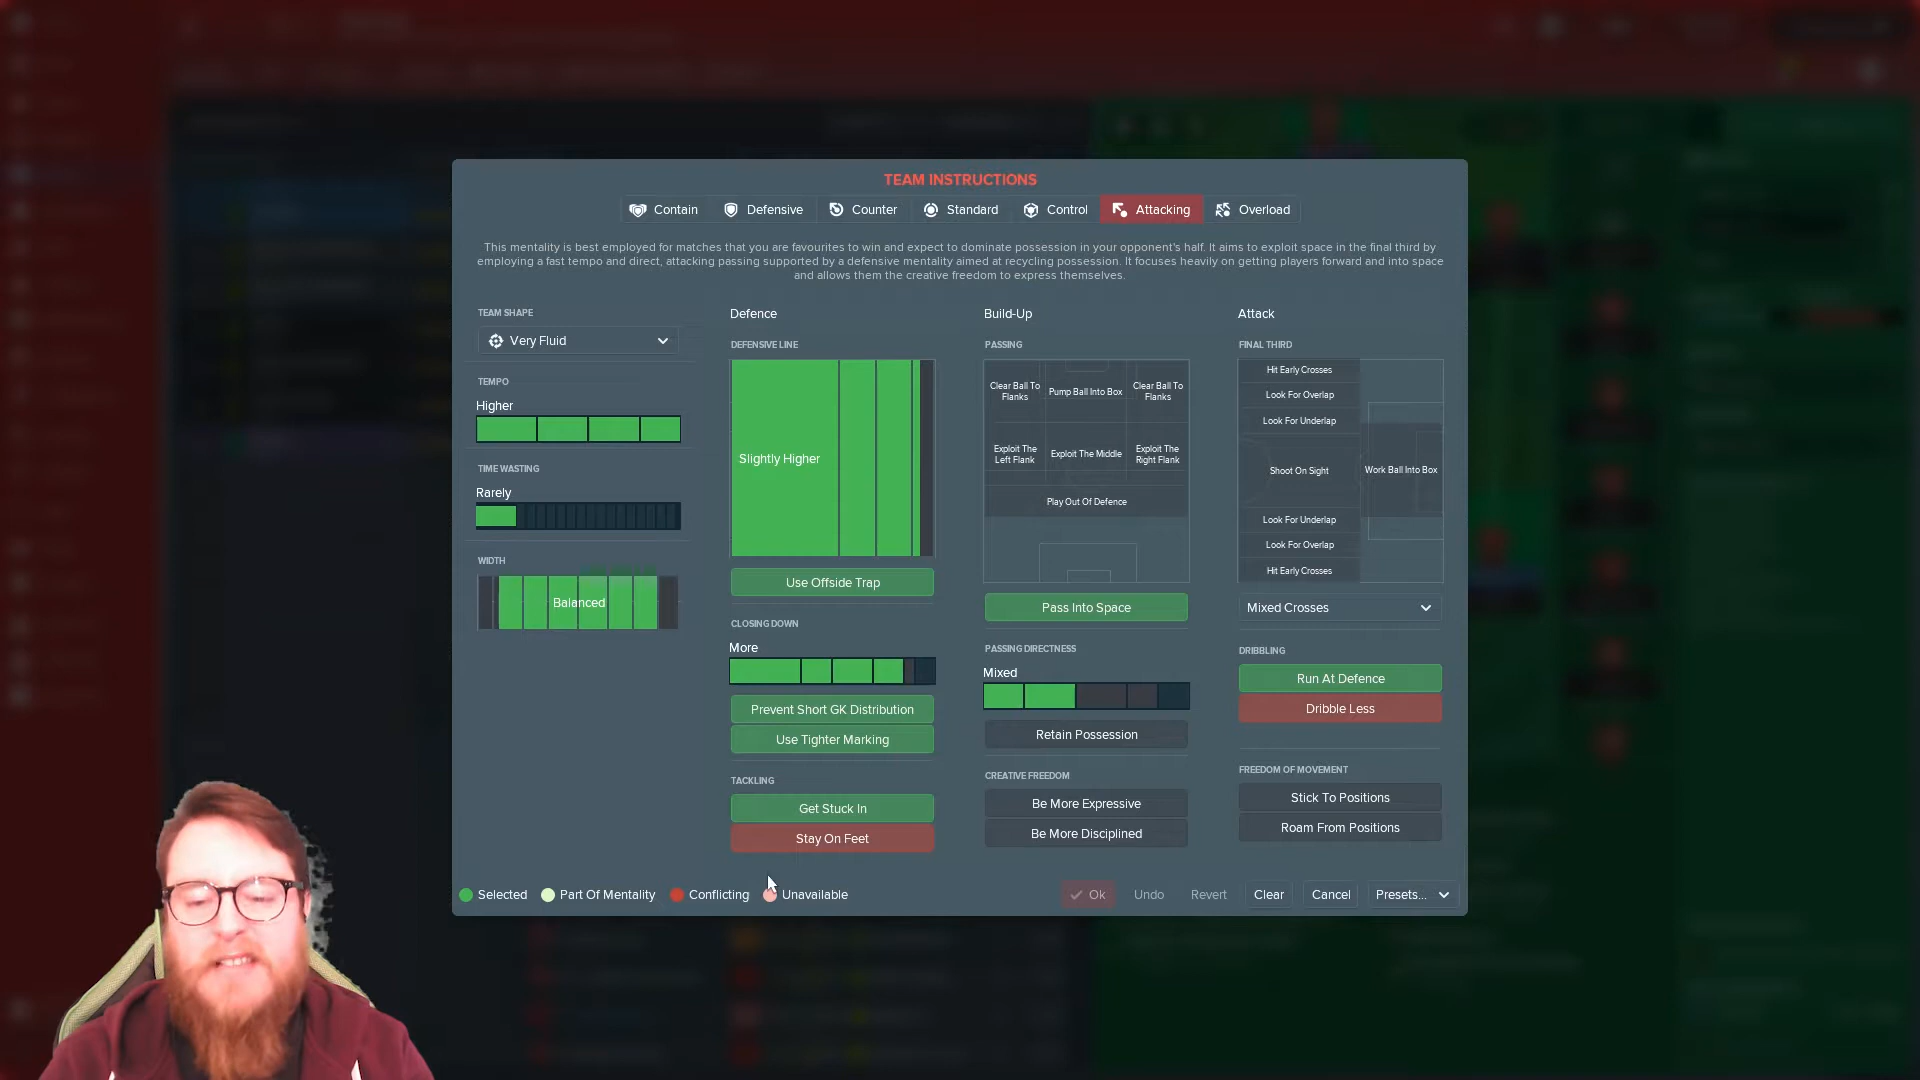 TEAM INSTRUCTIONS
Contain
Defensive
Counter
Standard
Control
Attacking
Overload
This mentality is best employed for matches that you are favourites to win and expect to dominate possession in your opponent's half. It aims to exploit space in the final third by
employing a fast tempo and direct, attacking passing supported by a defensive mentality aimed at recycling possession. It focuses heavily on getting players forward and into space
and allows them the creative freedom to express themselves.
TEAM SHAPE
Very Fluid
TEMPO
Higher
TIME WASTING
Rarely
WIDTH
Balanced
Defence
DEFENSIVE LINE
Slightly Higher
Use Offside Trap
CLOSING DOWN
More
Prevent Short GK Distribution
Use Tighter Marking
TACKLING
Get Stuck In
Stay On Feet
Build-Up
PASSING
Clear Ball To
Flanks
Pump Ball Into Box
Clear Ball To
Flanks
Exploit The
Left Flank
Exploit The Middle
Exploit The
Right Flank
Play Out Of Defence
Pass Into Space
PASSING DIRECTNESS
Mixed
Retain Possession
CREATIVE FREEDOM
Be More Expressive
Be More Disciplined
Attack
FINAL THIRD
Hit Early Crosses
Look For Overlap
Look For Underlap
Shoot On Sight
Work Ball Into Box
Look For Underlap
Look For Overlap
Hit Early Crosses
Mixed Crosses
DRIBBLING
Run At Defence
Dribble Less
FREEDOM OF MOVEMENT
Stick To Positions
Roam From Positions
Selected
Part Of Mentality
Conflicting
Unavailable
Ok
Undo
Revert
Clear
Cancel
Presets...